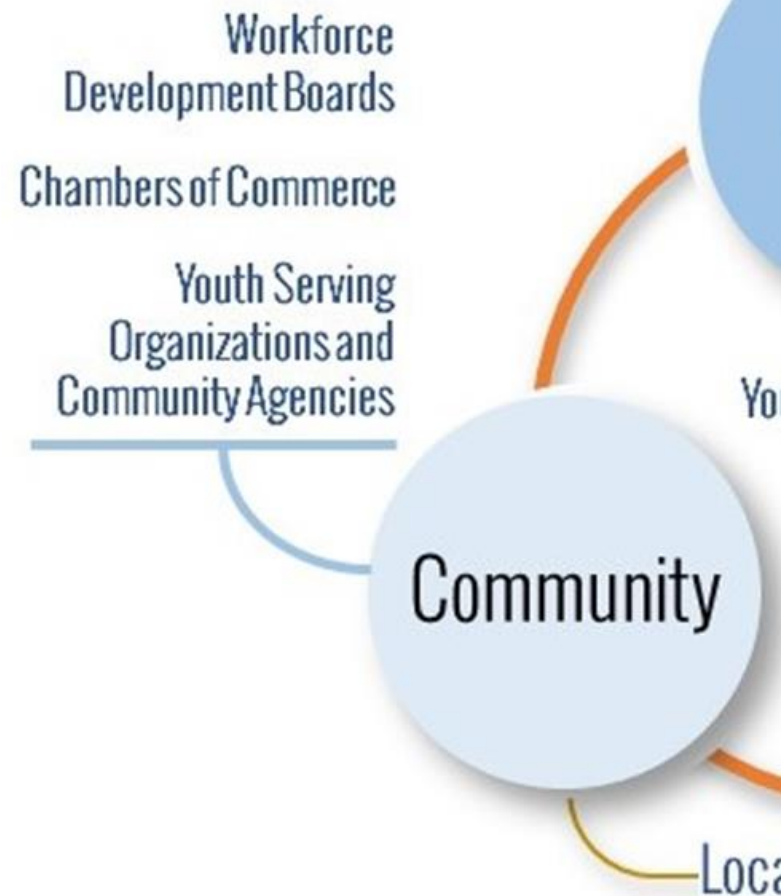 Workforce
Development Boards
Chambers of Commerce
Youth Serving
Organizations and
Community Agencies
Community